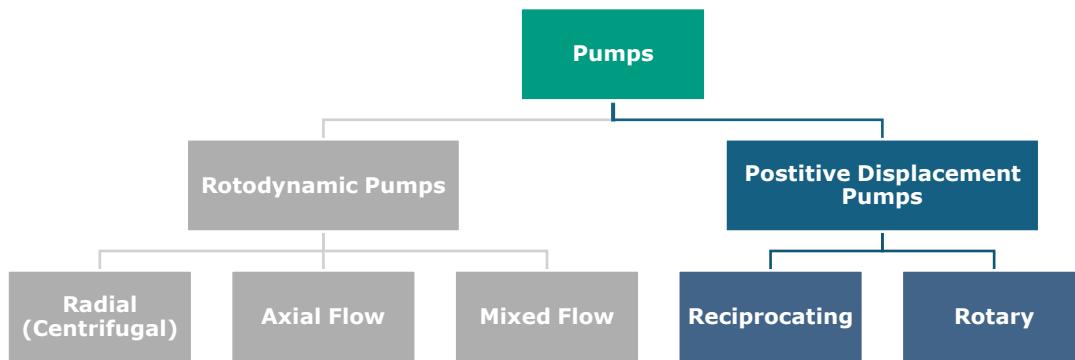 Pumps
Rotodynamic Pumps
Postitive Displacement
Pumps
Radial
(Centrifugal)
Axial Flow
Mixed Flow
Reciprocating
Rotary